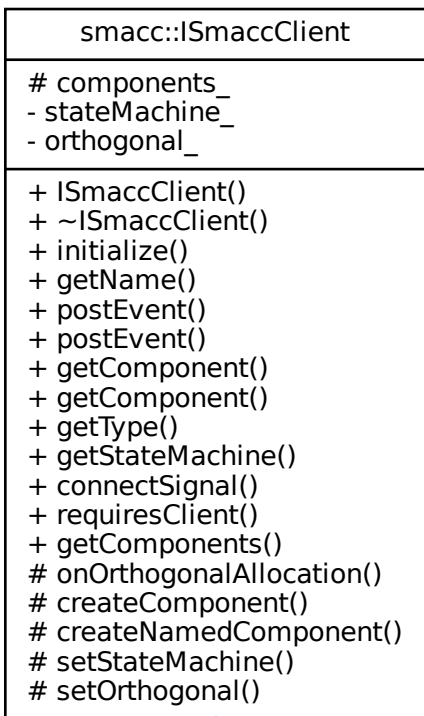 smacc::ISmaccClient
# components_
- stateMachine_
- orthogonal_
+ ISmaccClient()
+ ~ISmaccClient()
+ initialize()
+ getName()
+ postEvent()
+ postEvent()
+ getComponent()
+ getComponent()
+ getType()
+ getStateMachine()
+ connectSignal()
+ requiresClient()
+ getComponents()
# onOrthogonalAllocation()
# createComponent()
# createNamedComponent()
# setStateMachine()
# setOrthogonal()